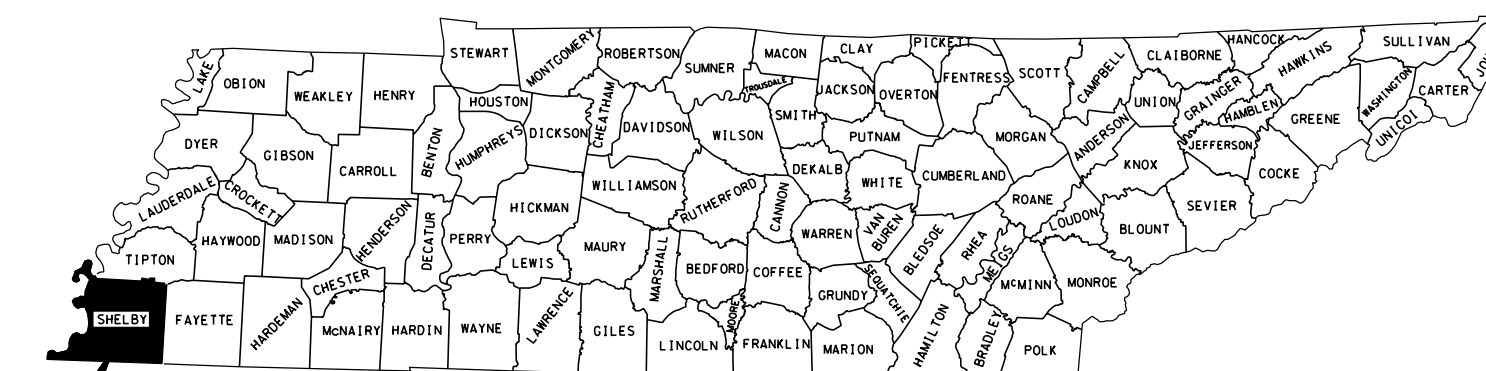 STEWART
MONTGOMERY
ROBERTSON
SUMNER
MACON
CLAY
PICKETT
FENTRESS
SCOTT
CAMPBELL
CLAIBORNE
HANCOCK
HAWKINS
SULLIVAN
LAKE
OBION
WEAKLEY
HENRY
HOUSTON
CHEATHAM
TROUSDALE
SMITH
JACKSON
OVERTON
UNION
GRAINGER
HAMBLEN
GREENE
WASHINGTON
CARTER
UNICOI
DYER
GIBSON
CARROLL
BENTON
HUMPHREYS
DICKSON
DAVIDSON
WILSON
PUTNAM
MORGAN
ANDERSON
KNOX
JEFFERSON
COCKE
LAUDERDALE
CROCKETT
WILLIAMSON
RUTHERFORD
CANNON
DEKALB
WHITE
CUMBERLAND
ROANE
LOUDON
BLOUNT
SEVIER
TIPTON
HAYWOOD
MADISON
HENDERSON
DECATUR
PERRY
HICKMAN
LEWIS
MAURY
MARSHALL
BEDFORD
COFFEE
WARREN
VAN
BUREN
BLEDSOE
RHEA
MEIGS
McMINN
MONROE
SHELBY
FAYETTE
HARDEMAN
CHESTER
McNAIRY
HARDIN
WAYNE
LAWRENCE
GILES
LINCOLN
MOORE
FRANKLIN
GRUNDY
SEQUATCHIE
MARION
HAMILTON
BRADLEY
POLK